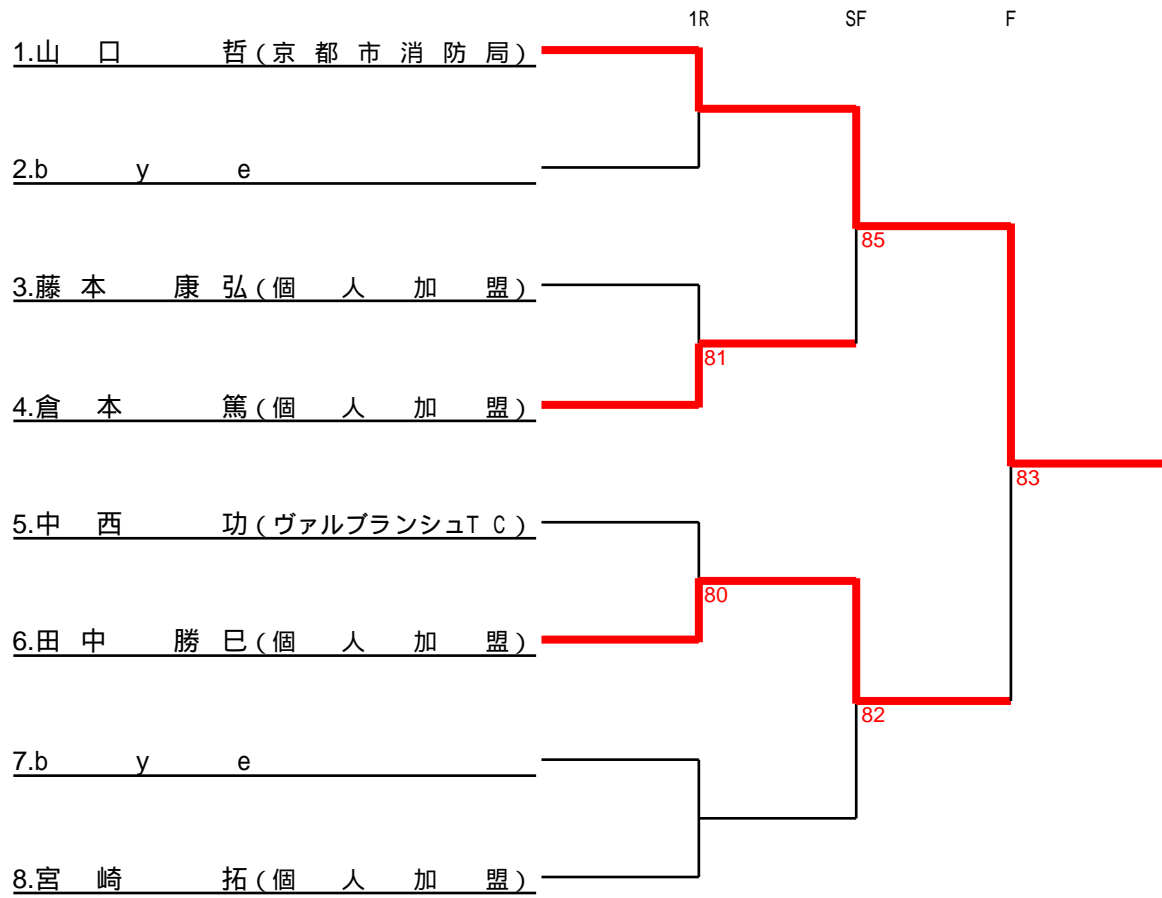 1R SF F
1.山口 哲(京都市消防局)
2.bye
85
3.藤本 康弘(個人加盟)
81
4.倉本 篤(個人加盟)
83
5.中西 功(ヴァルブランシュTC)
80
6.田中 勝巳(個人加盟)
82
7.bye
8.宮崎 拓(個人加盟)